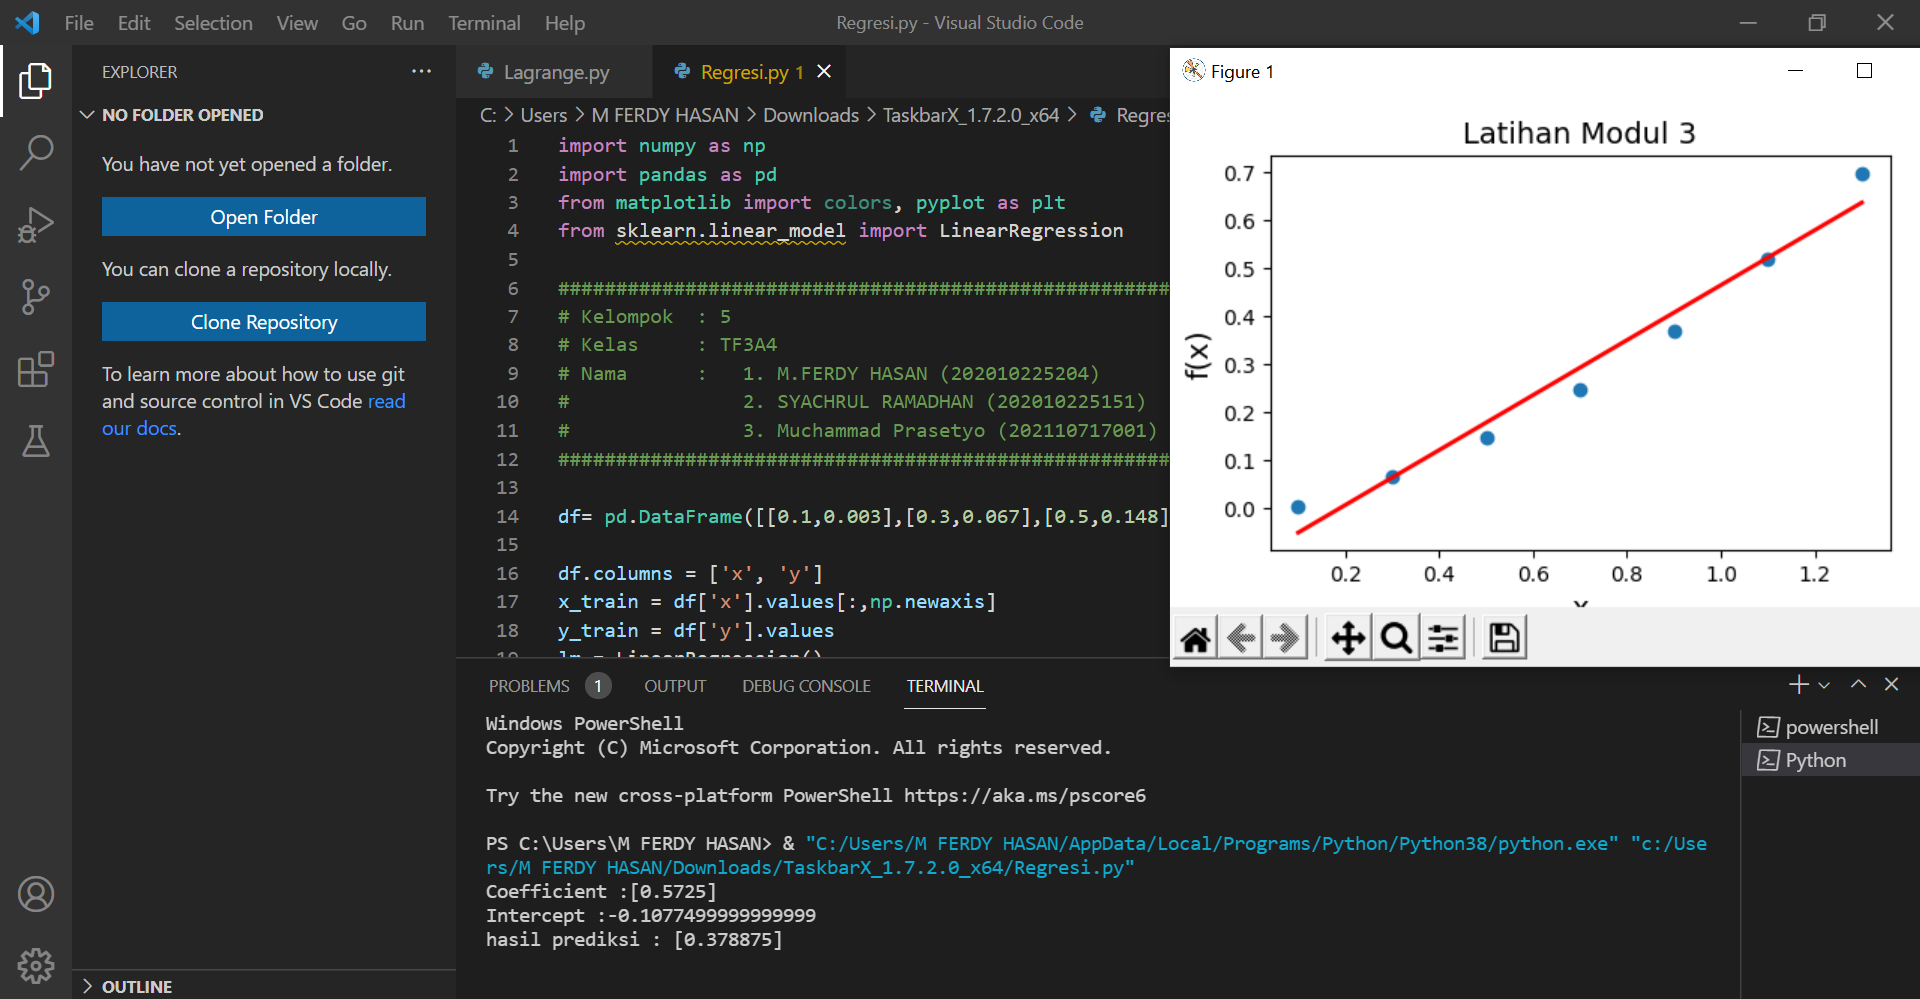 File Edit Selection View Go Run Terminal Help
Regresi.py - Visual Studio Code
EXPLORER
NO FOLDER OPENED
You have not yet opened a folder.
Open Folder
You can clone a repository locally.
Clone Repository
To learn more about how to use git
and source control in VS Code read
our docs.
OUTLINE
Lagrange.py
Regresi.py 1
C: > Users > M FERDY HASAN > Downloads > TaskbarX_1.7.2.0_x64 > Regres
1 import numpy as np
2 import pandas as pd
3 from matplotlib import colors, pyplot as plt
4 from sklearn.linear_model import LinearRegression
5
6 #####################################################
7 # Kelompok : 5
8 # Kelas : TF3A4
9 # Nama : 1. M.FERDY HASAN (202010225204)
10 # 2. SYACHRUL RAMADHAN (202010225151)
11 # 3. Muchammad Prasetyo (202110717001)
12 #####################################################
13
14 df= pd.DataFrame([[0.1,0.003],[0.3,0.067],[0.5,0.148]
15
16 df.columns = ['x', 'y']
17 x_train = df['x'].values[:,np.newaxis]
18 y_train = df['y'].values
19 lm = LinearRegression()
Figure 1
Latihan Modul 3
f(x)
0.7
0.6
0.5
0.4
0.3
0.2
0.1
0.0
0.2 0.4 0.6 0.8 1.0 1.2
x
PROBLEMS 1 OUTPUT DEBUG CONSOLE TERMINAL
Windows PowerShell
Copyright (C) Microsoft Corporation. All rights reserved.
Try the new cross-platform PowerShell https://aka.ms/pscore6
PS C:\Users\M FERDY HASAN> & "C:/Users/M FERDY HASAN/AppData/Local/Programs/Python/Python38/python.exe" "c:/Use
rs/M FERDY HASAN/Downloads/TaskbarX_1.7.2.0_x64/Regresi.py"
Coefficient :[0.5725]
Intercept :-0.1077499999999999
hasil prediksi : [0.378875]
powershell
Python